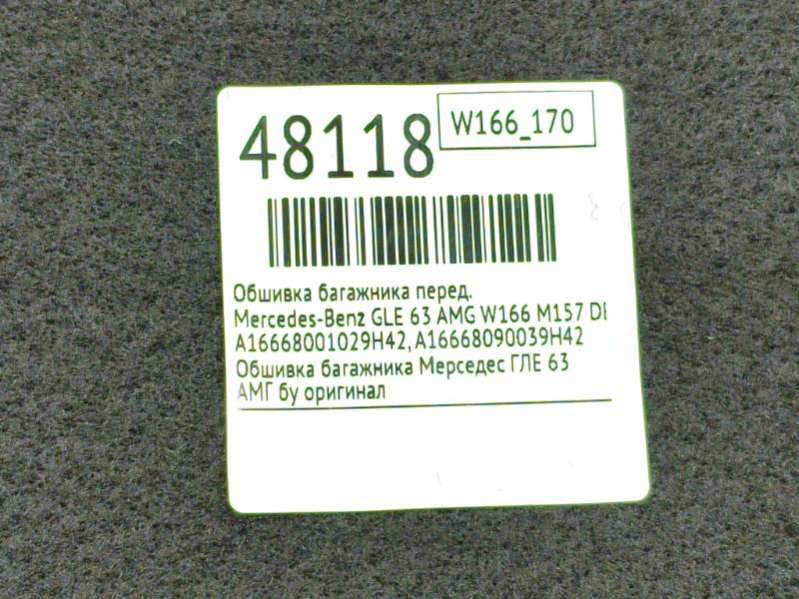 48118
W166_170
Обшивка багажника перед.
Mercedes-Benz GLE 63 AMG W166 M157
A16668001029H42, A16668090039H42
Обшивка багажника Мерседес ГЛЕ 63
АМГ бу оригинал